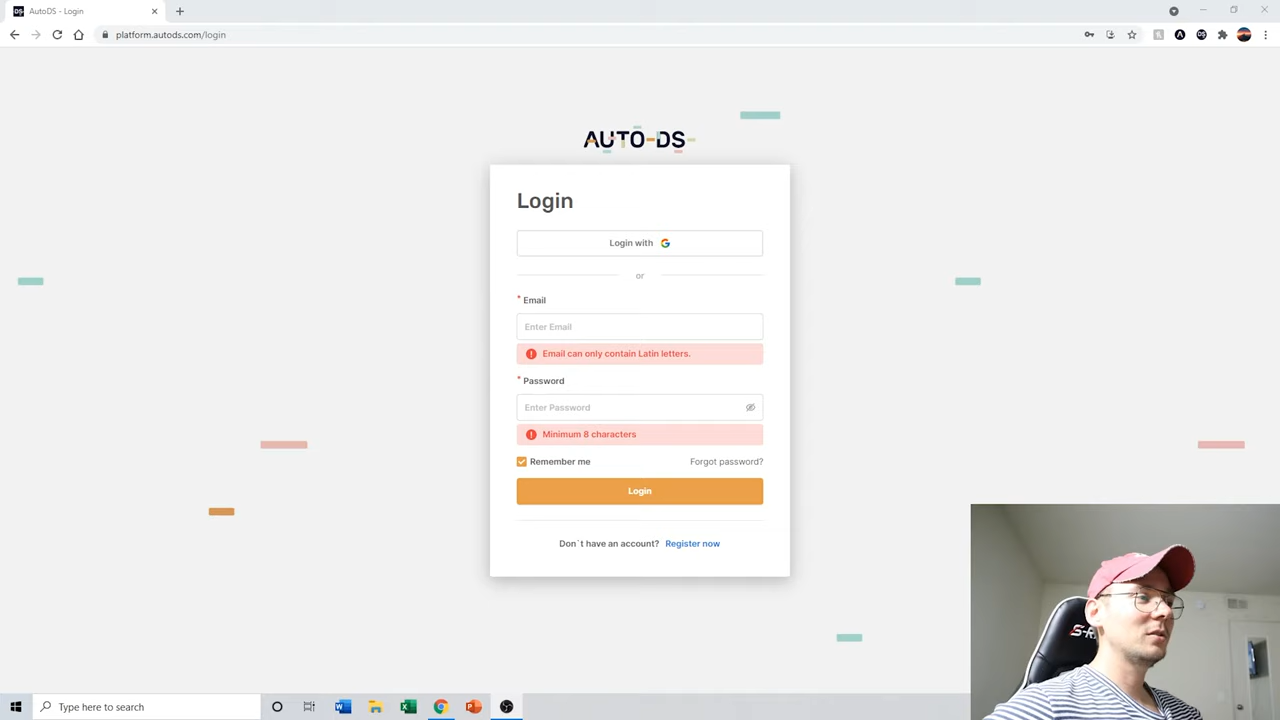 DS AutoDS - Login
platform.autods.com/login
AUTO-DS
Login
Login with G
or
* Email
Enter Email
Email can only contain Latin letters.
* Password
Enter Password
Minimum 8 characters
Remember me
Forgot password?
Login
Don`t have an account? Register now
Type here to search